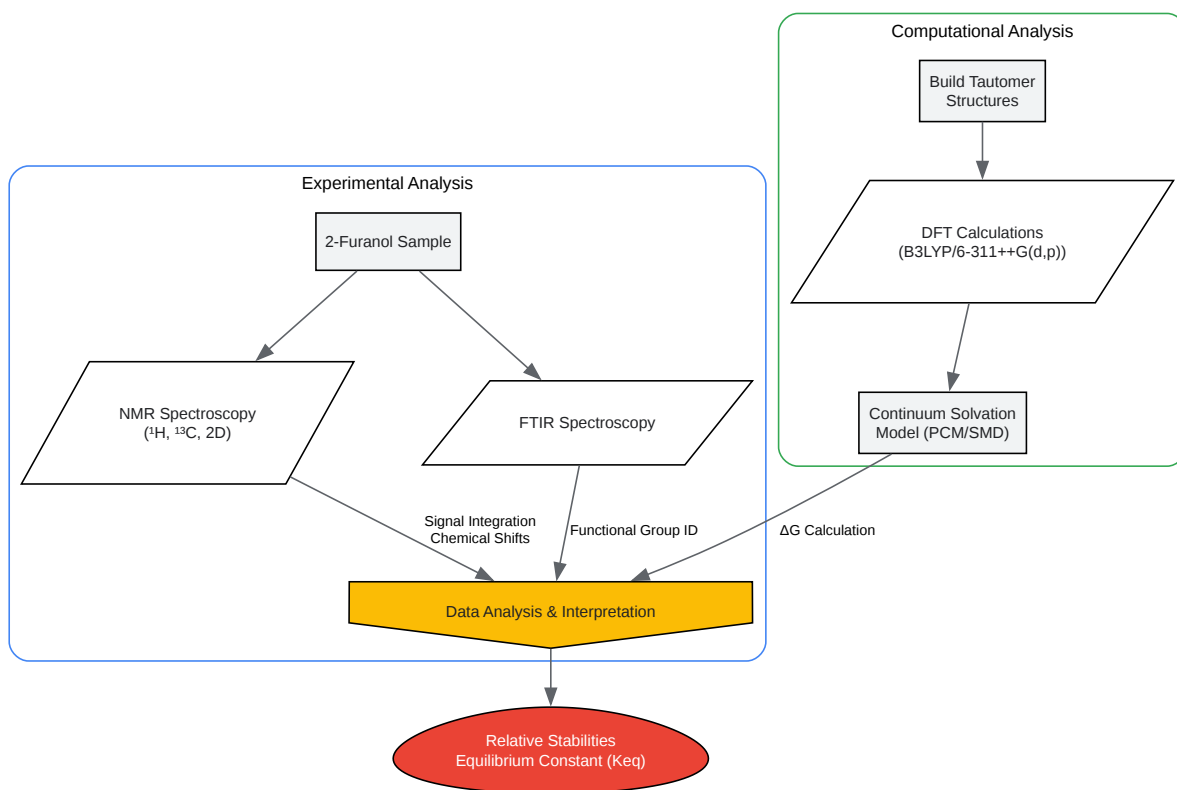 Computational Analysis
Build Tautomer
Structures
DFT Calculations
(B3LYP/6-311++G(d,p))
Continuum Solvation
Model (PCM/SMD)
Experimental Analysis
2-Furanol Sample
NMR Spectroscopy
(¹H, ¹³C, 2D)
FTIR Spectroscopy
Signal Integration
Chemical Shifts
Functional Group ID
ΔG Calculation
Data Analysis & Interpretation
Relative Stabilities
Equilibrium Constant (Keq)